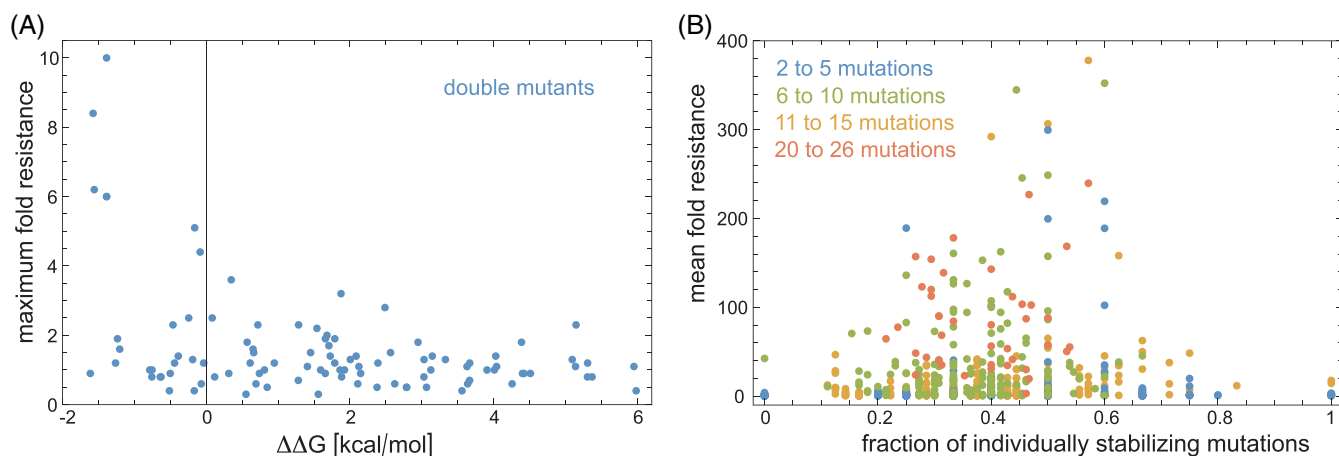 (A)
10
8
6
4
2
0
maximum fold resistance
double mutants
-2 0 2 4 6
ΔΔG [kcal/mol]
(B)
400
300
200
100
0
mean fold resistance
2 to 5 mutations
6 to 10 mutations
11 to 15 mutations
20 to 26 mutations
0 0.2 0.4 0.6 0.8 1
fraction of individually stabilizing mutations